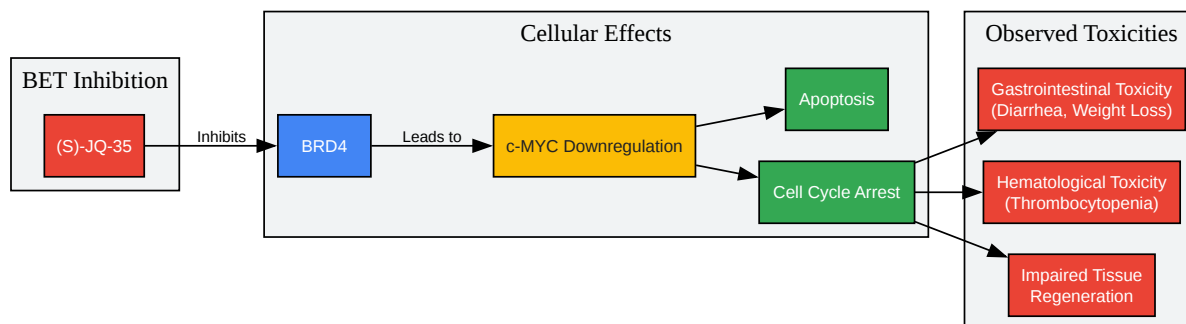 BET Inhibition
(S)-JQ-35
Inhibits
Cellular Effects
BRD4
Leads to
c-MYC Downregulation
Apoptosis
Cell Cycle Arrest
Observed Toxicities
Gastrointestinal Toxicity
(Diarrhea, Weight Loss)
Hematological Toxicity
(Thrombocytopenia)
Impaired Tissue
Regeneration